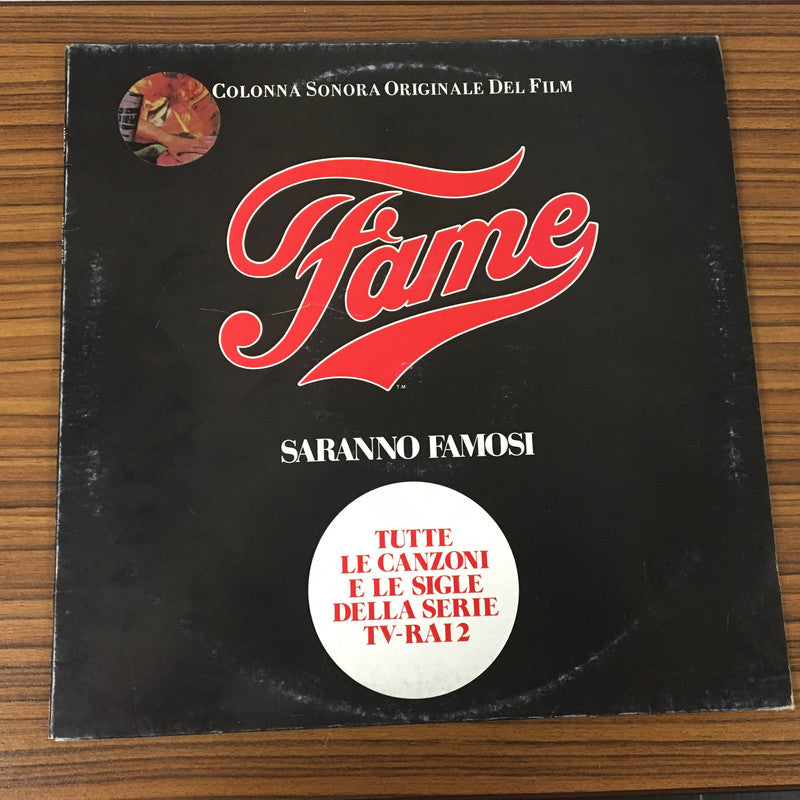 Colonna Sonora Originale Del Film
Fame
T.M.
SARANNO FAMOSI
TUTTE
LE CANZONI
E LE SIGLE
DELLA SERIE
TV-RAI 2